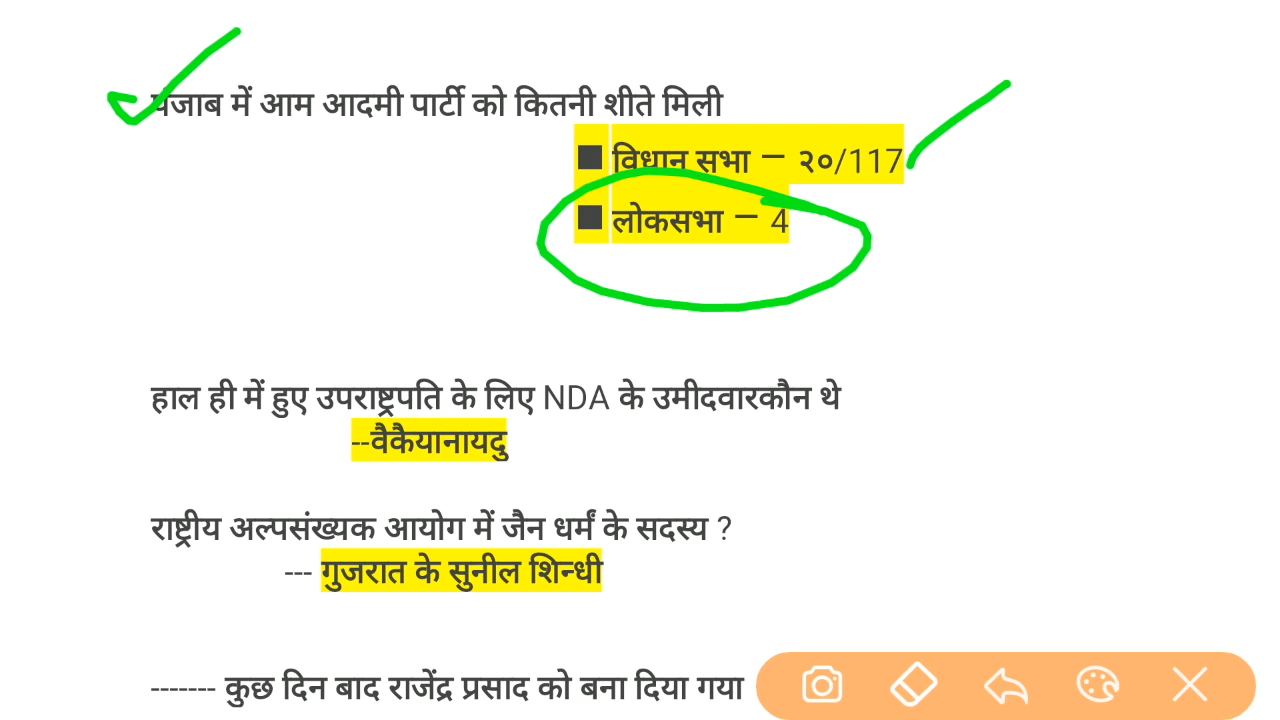 पंजाब में आम आदमी पार्टी को कितनी शीते मिली
■ विधान सभा – २०/117
■ लोकसभा – 4
हाल ही में हुए उपराष्ट्रपति के लिए NDA के उमीदवारकौन थे
--वैकैयानायदु
राष्ट्रीय अल्पसंख्यक आयोग में जैन धर्मं के सदस्य ?
--- गुजरात के सुनील शिन्धी
------- कुछ दिन बाद राजेंद्र प्रसाद को बना दिया गया